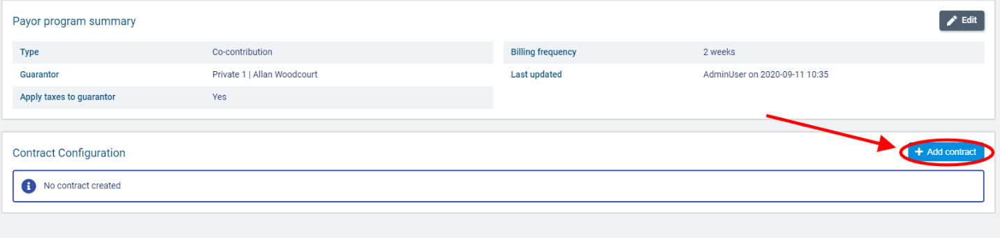 Payor program summary
Edit
Type Co-contribution Billing frequency 2 weeks
Guarantor Private 1 | Allan Woodcourt Last updated AdminUser on 2020-09-11 10:35
Apply taxes to guarantor Yes
Contract Configuration
+ Add contract
No contract created